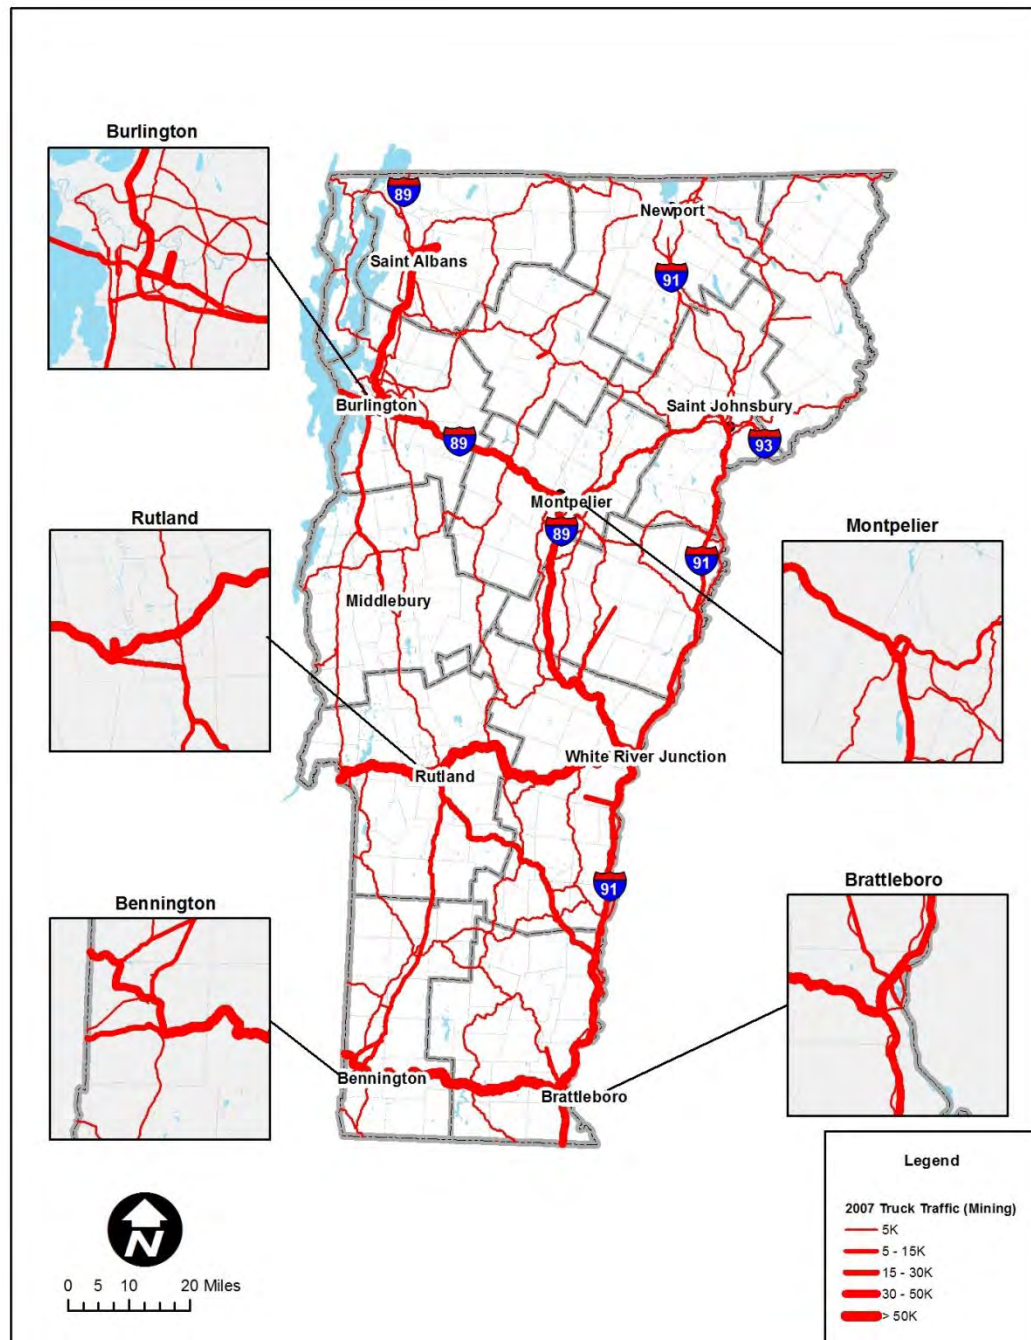 Burlington
89
Newport
Saint Albans
91
Burlington
Saint Johnsbury
89
93
Rutland
Montpelier
Montpelier
89
91
Middlebury
White River Junction
Rutland
Bennington
91
Brattleboro
Bennington
Brattleboro
Legend
2007 Truck Traffic (Mining)
5K
5 - 15K
15 - 30K
30 - 50K
> 50K
N
0 5 10 20 Miles